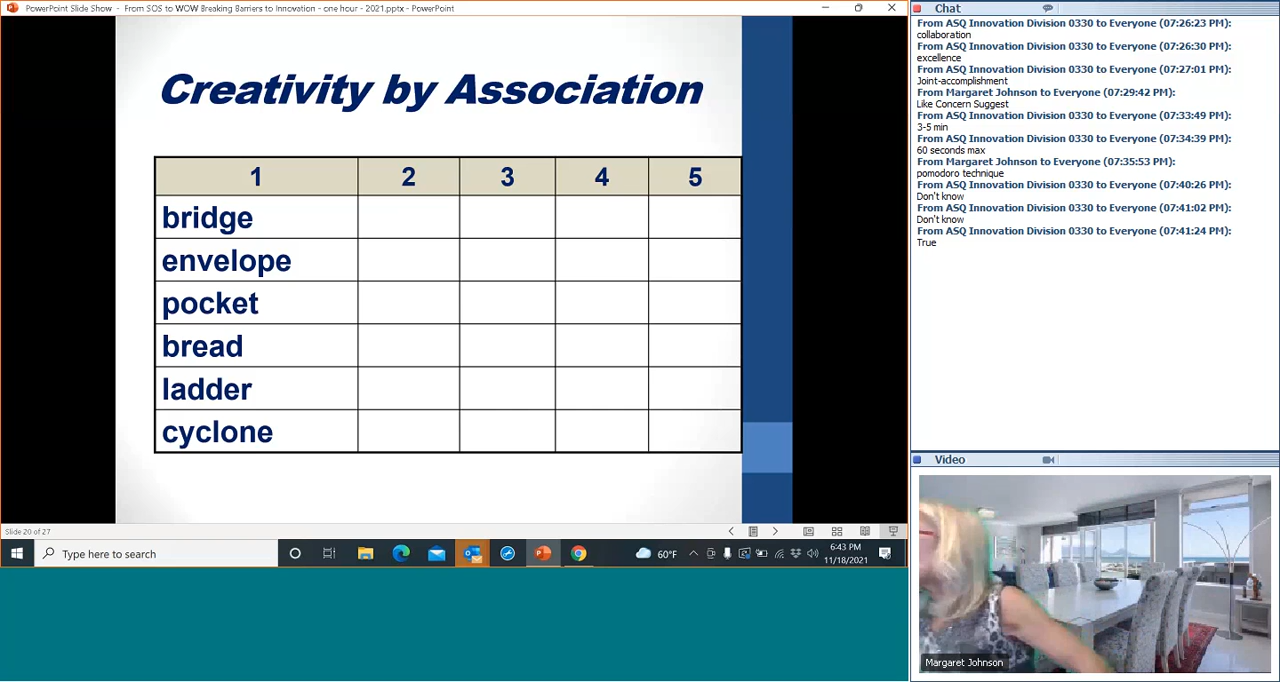 PowerPoint Slide Show - From SOS to WOW Breaking Barriers to Innovation - one hour - 2021.pptx - PowerPoint
Creativity by Association
1 2 3 4 5
bridge
envelope
pocket
bread
ladder
cyclone
Slide 20 of 27
Type here to search
60°F
6:43 PM
11/18/2021
Chat
From ASQ Innovation Division 0330 to Everyone (07:26:23 PM):
collaboration
From ASQ Innovation Division 0330 to Everyone (07:26:30 PM):
excellence
From ASQ Innovation Division 0330 to Everyone (07:27:01 PM):
Joint-accomplishment
From Margaret Johnson to Everyone (07:29:42 PM):
Like Concern Suggest
From ASQ Innovation Division 0330 to Everyone (07:33:49 PM):
3-5 min
From ASQ Innovation Division 0330 to Everyone (07:34:39 PM):
60 seconds max
From Margaret Johnson to Everyone (07:35:53 PM):
pomodoro technique
From ASQ Innovation Division 0330 to Everyone (07:40:26 PM):
Don't know
From ASQ Innovation Division 0330 to Everyone (07:41:02 PM):
Don't know
From ASQ Innovation Division 0330 to Everyone (07:41:24 PM):
True
Video
Margaret Johnson